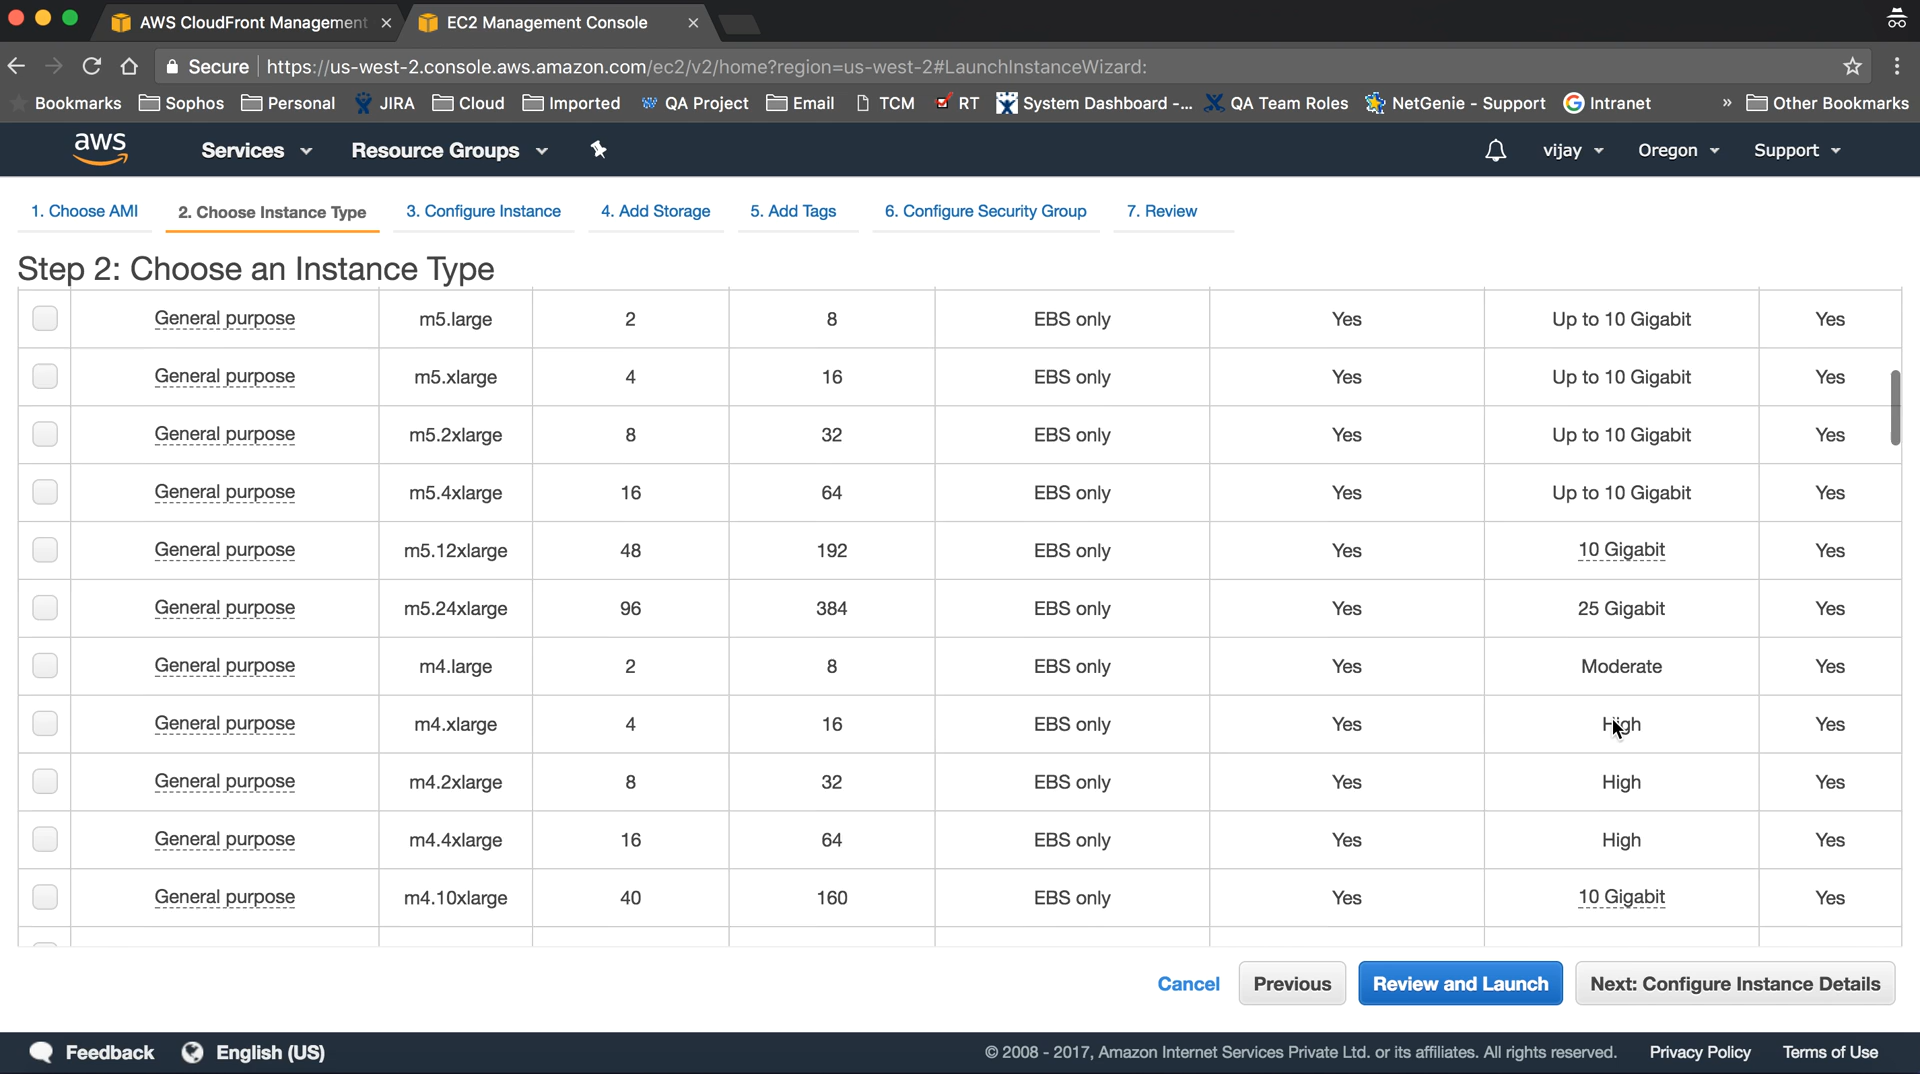 AWS CloudFront Management
EC2 Management Console
Secure https://us-west-2.console.aws.amazon.com/ec2/v2/home?region=us-west-2#LaunchInstanceWizard:
Bookmarks Sophos Personal JIRA Cloud Imported QA Project Email TCM RT System Dashboard -... QA Team Roles NetGenie - Support Intranet » Other Bookmarks
aws Services Resource Groups vijay Oregon Support
1. Choose AMI 2. Choose Instance Type 3. Configure Instance 4. Add Storage 5. Add Tags 6. Configure Security Group 7. Review
Step 2: Choose an Instance Type
General purpose m5.large 2 8 EBS only Yes Up to 10 Gigabit Yes
General purpose m5.xlarge 4 16 EBS only Yes Up to 10 Gigabit Yes
General purpose m5.2xlarge 8 32 EBS only Yes Up to 10 Gigabit Yes
General purpose m5.4xlarge 16 64 EBS only Yes Up to 10 Gigabit Yes
General purpose m5.12xlarge 48 192 EBS only Yes 10 Gigabit Yes
General purpose m5.24xlarge 96 384 EBS only Yes 25 Gigabit Yes
General purpose m4.large 2 8 EBS only Yes Moderate Yes
General purpose m4.xlarge 4 16 EBS only Yes High Yes
General purpose m4.2xlarge 8 32 EBS only Yes High Yes
General purpose m4.4xlarge 16 64 EBS only Yes High Yes
General purpose m4.10xlarge 40 160 EBS only Yes 10 Gigabit Yes
Cancel Previous Review and Launch Next: Configure Instance Details
Feedback English (US) © 2008 - 2017, Amazon Internet Services Private Ltd. or its affiliates. All rights reserved. Privacy Policy Terms of Use